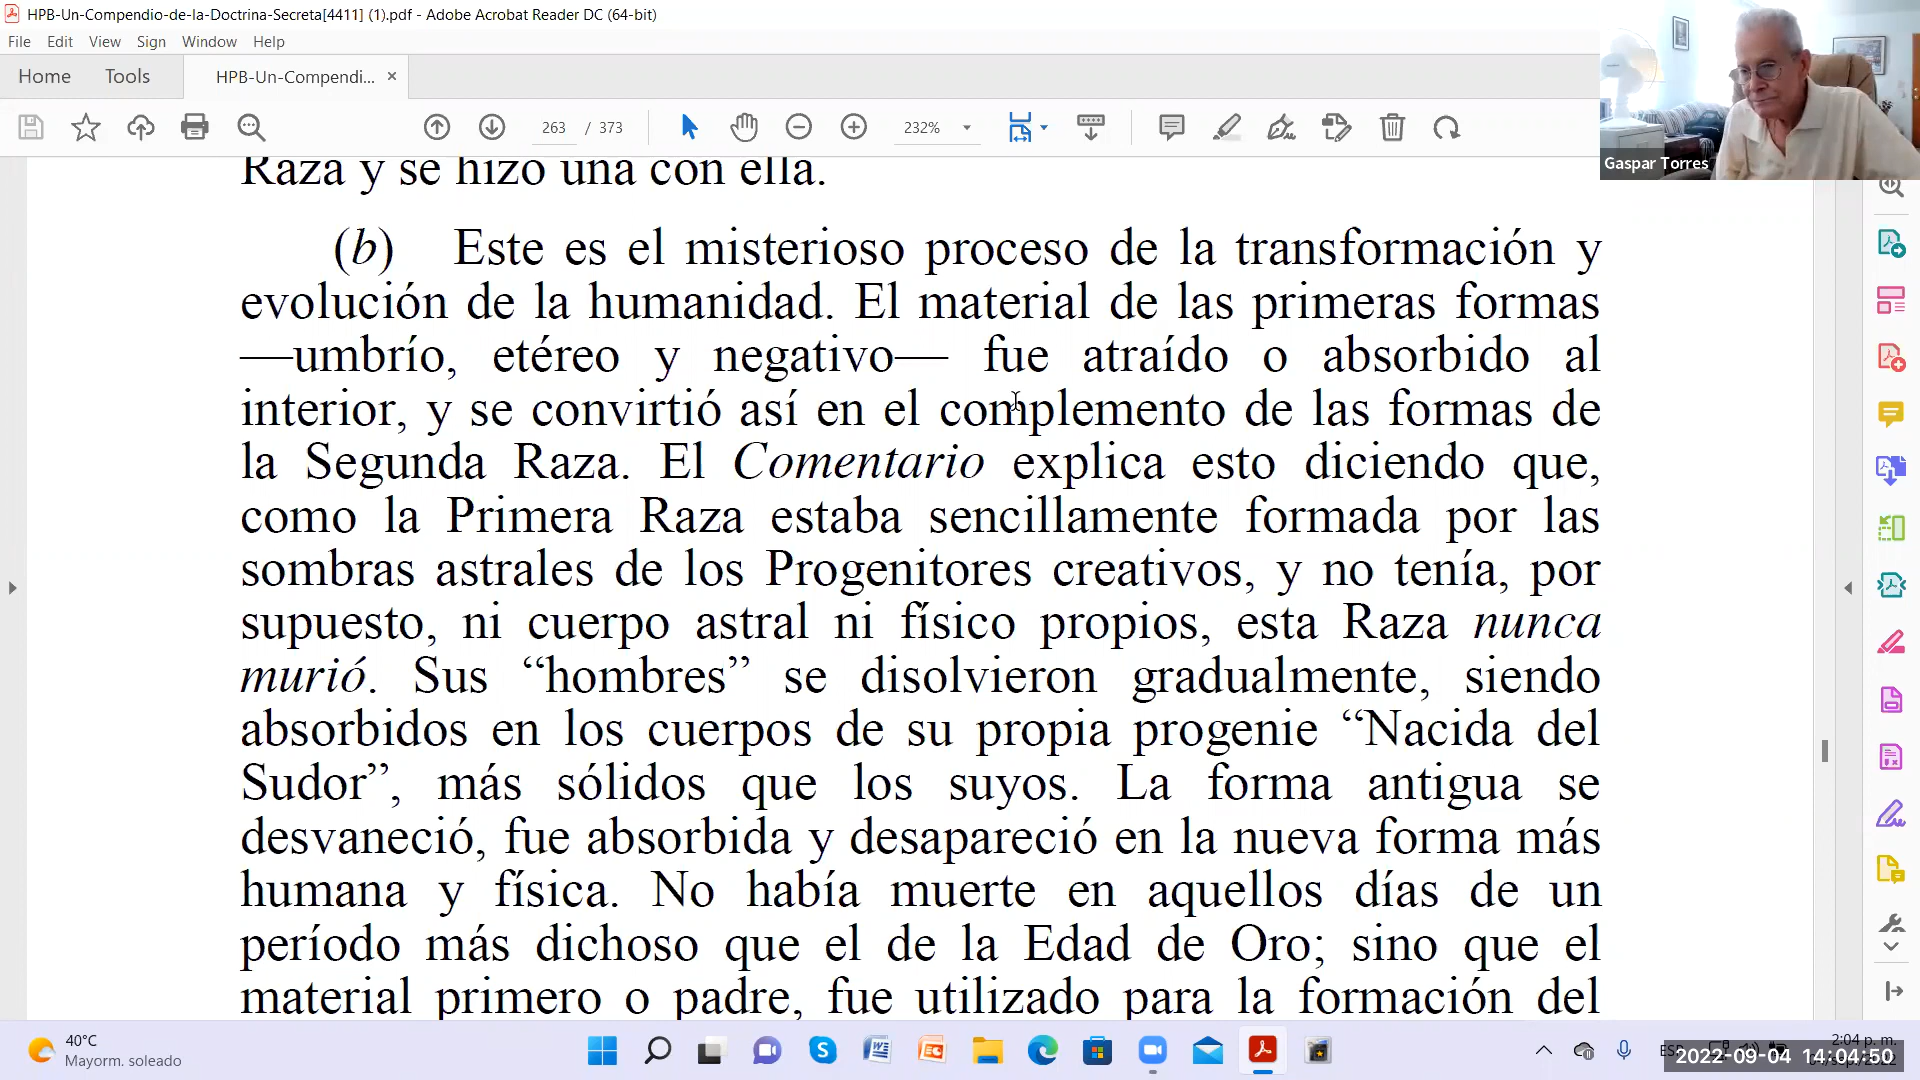 HPB-Un-Compendio-de-la-Doctrina-Secreta[4411] (1).pdf - Adobe Acrobat Reader DC (64-bit)
File Edit View Sign Window Help
Home Tools HPB-Un-Compendi... ×
263 / 373 232%
Gaspar Torres
Raza y se hizo una con ella.
(b) Este es el misterioso proceso de la transformación y
evolución de la humanidad. El material de las primeras formas
—umbrío, etéreo y negativo— fue atraído o absorbido al
interior, y se convirtió así en el complemento de las formas de
la Segunda Raza. El Comentario explica esto diciendo que,
como la Primera Raza estaba sencillamente formada por las
sombras astrales de los Progenitores creativos, y no tenía, por
supuesto, ni cuerpo astral ni físico propios, esta Raza nunca
murió. Sus “hombres” se disolvieron gradualmente, siendo
absorbidos en los cuerpos de su propia progenie “Nacida del
Sudor”, más sólidos que los suyos. La forma antigua se
desvaneció, fue absorbida y desapareció en la nueva forma más
humana y física. No había muerte en aquellos días de un
período más dichoso que el de la Edad de Oro; sino que el
material primero o padre, fue utilizado para la formación del
40°C
Mayorm. soleado
2:04 p. m.
2022-09-04 14:04:50